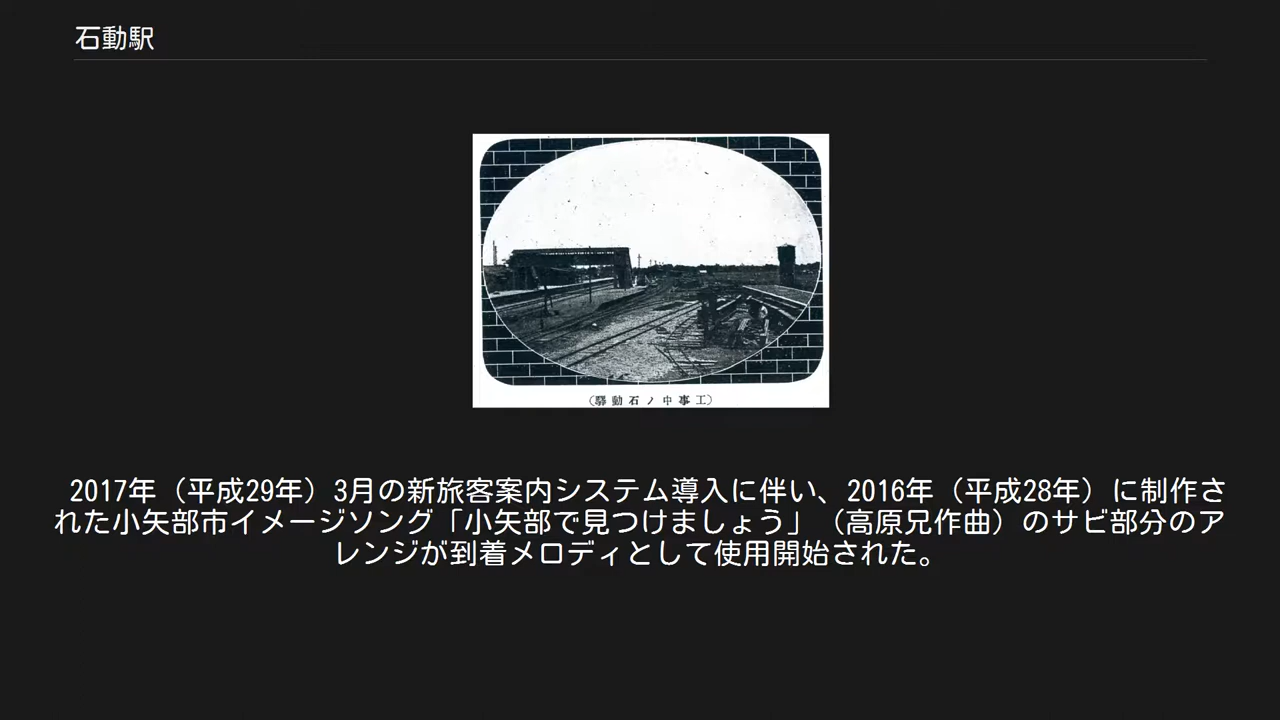 石動駅
(驛動石ノ中事工)
2017年（平成29年）3月の新旅客案内システム導入に伴い、2016年（平成28年）に制作さ
れた小矢部市イメージソング「小矢部で見つけましょう」（高原兄作曲）のサビ部分のア
レンジが到着メロディとして使用開始された。